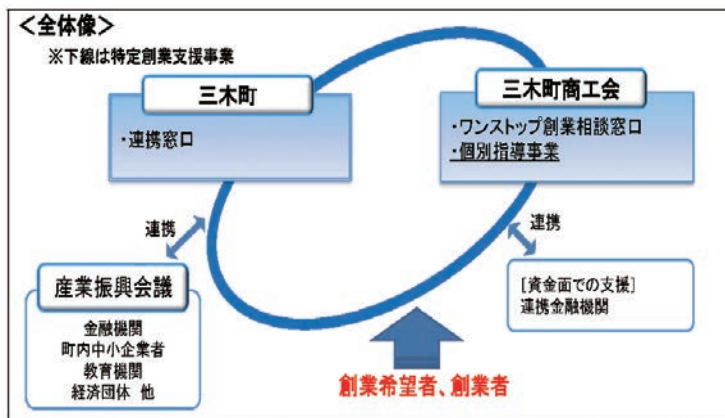 ＜全体像＞
※下線は特定創業支援事業
三木町
・連携窓口
三木町商工会
・ワンストップ創業相談窓口
・個別指導事業
連携
連携
産業振興会議
金融機関
町内中小企業者
教育機関
経済団体 他
[資金面での支援]
連携金融機関
創業希望者、創業者